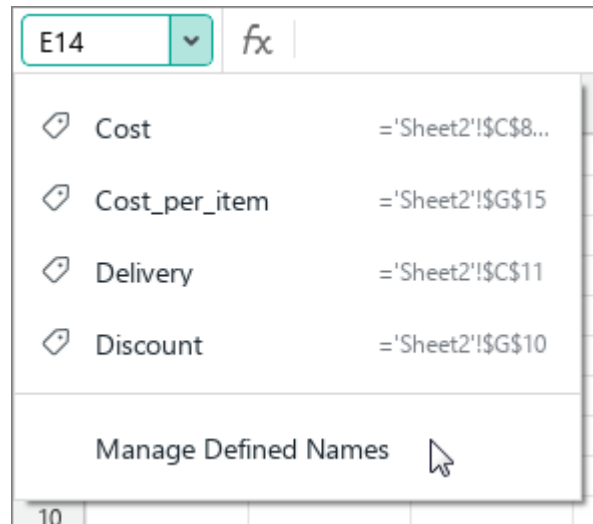 E14 fx
Cost ='Sheet2'!$C$8...
Cost_per_item ='Sheet2'!$G$15
Delivery ='Sheet2'!$C$11
Discount ='Sheet2'!$G$10
Manage Defined Names
10